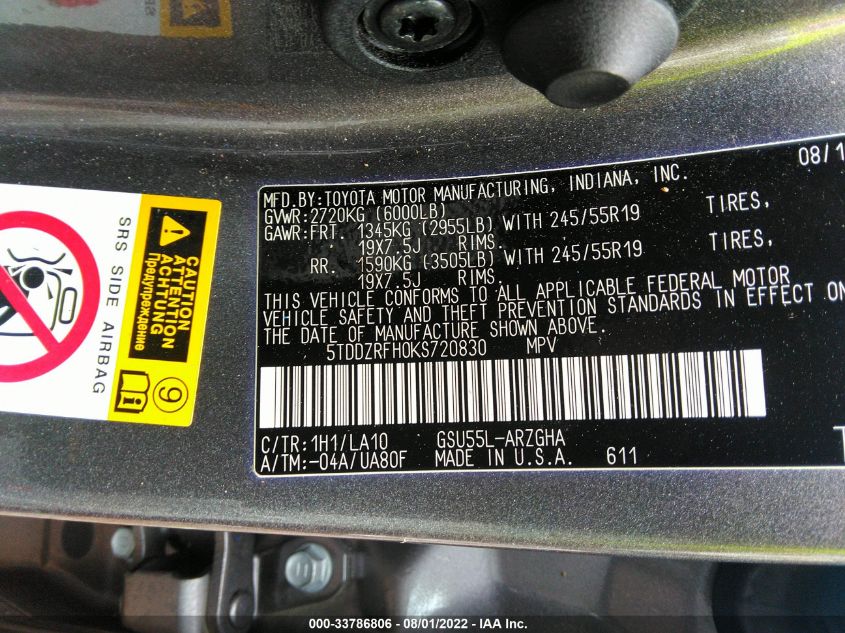 08/1
MFD.BY:TOYOTA MOTOR MANUFACTURING, INDIANA, INC.
GVWR:2720KG (6000LB)
GAWR:FRT. 1345KG (2955LB) WITH 245/55R19 TIRES,
19X7.5J RIMS.
RR. 1590KG (3505LB) WITH 245/55R19 TIRES,
19X7.5J RIMS.
THIS VEHICLE CONFORMS TO ALL APPLICABLE FEDERAL MOTOR
VEHICLE SAFETY AND THEFT PREVENTION STANDARDS IN EFFECT ON
THE DATE OF MANUFACTURE SHOWN ABOVE.
5TDDZRFH0KS720830 MPV
C/TR:1H1/LA10 GSU55L-ARZGHA
A/TM:-04A/UA80F MADE IN U.S.A. 611
SRS SIDE AIRBAG
CAUTION
ATTENTION
ACHTUNG
Предупреждение
9
000-33786806 - 08/01/2022 - IAA Inc.